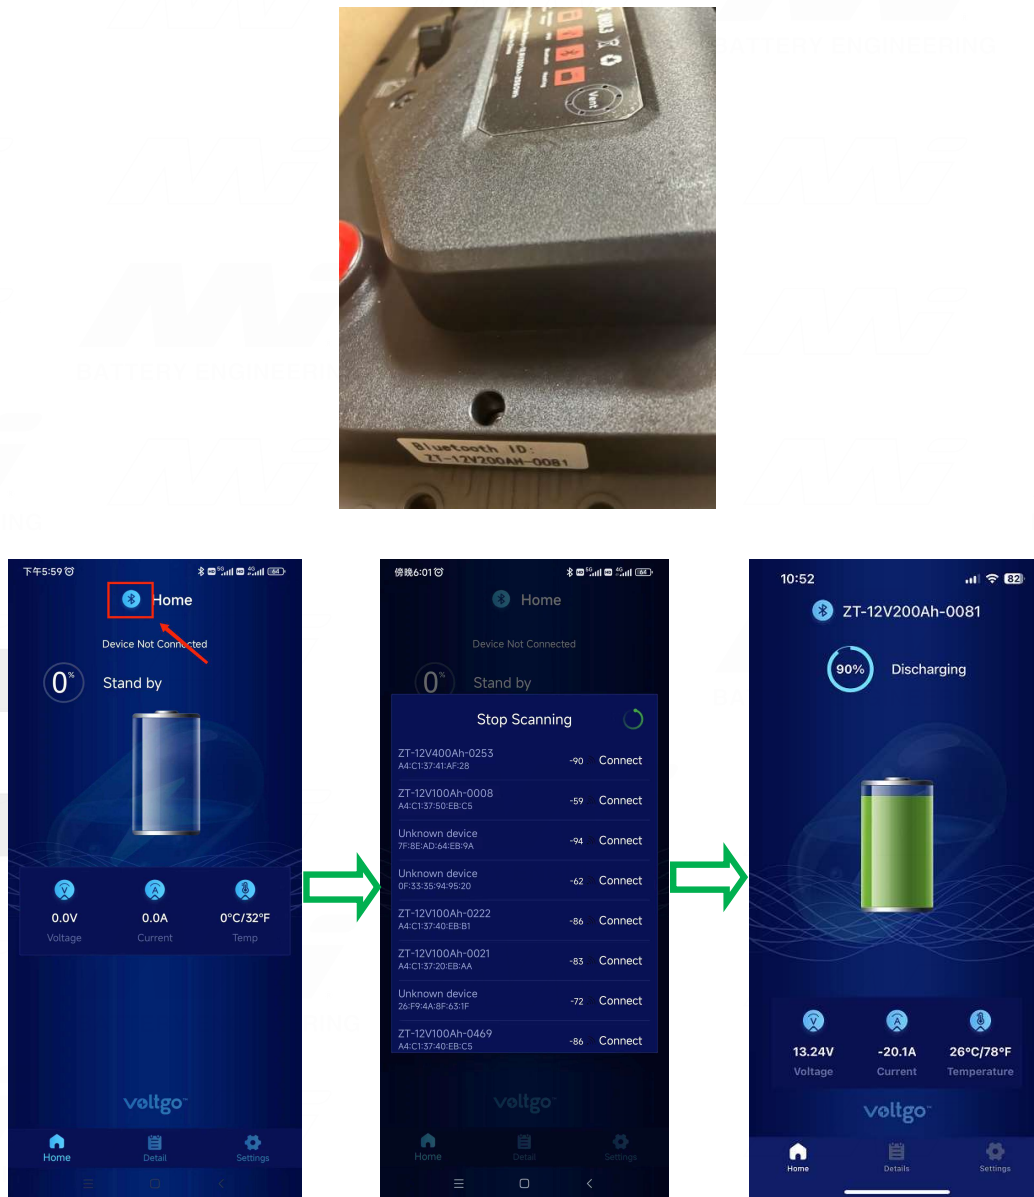 Vent
Bluetooth ID:
ZT-12V200AH-0081
下午5:59
5G
4G
64
Home
Device Not Connected
0%
Stand by
0.0V
0.0A
0°C/32°F
Voltage
Current
Temp
voltgo
Home
Detail
Settings
傍晚6:01
5G
4G
64
Home
Device Not Connected
0%
Stand by
Stop Scanning
ZT-12V400Ah-0253
A4:C1:37:41:AF:28
-90 Connect
ZT-12V100Ah-0008
A4:C1:37:50:EB:C5
-59 Connect
Unknown device
7F:8E:AD:64:EB:9A
-94 Connect
Unknown device
0F:33:35:94:95:20
-62 Connect
ZT-12V100Ah-0222
A4:C1:37:40:EB:B1
-86 Connect
ZT-12V100Ah-0021
A4:C1:37:20:EB:AA
-83 Connect
Unknown device
26:F9:4A:8F:63:1F
-72 Connect
ZT-12V100Ah-0469
A4:C1:37:40:EB:C5
-86 Connect
voltgo
Home
Detail
Settings
10:52
82
ZT-12V200Ah-0081
90%
Discharging
13.24V
-20.1A
26°C/78°F
Voltage
Current
Temperature
voltgo
Home
Details
Settings
BATTERY ENGINEERING